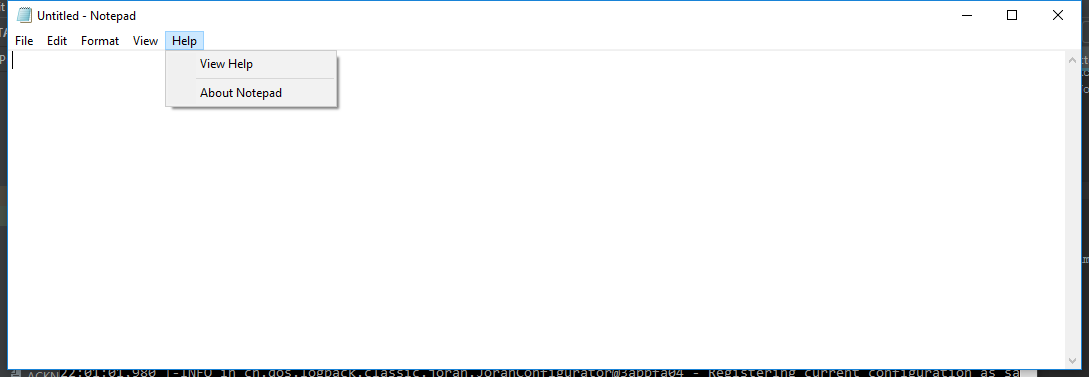 Untitled - Notepad
File Edit Format View Help
View Help
About Notepad
22:01:01.980 |-INFO in ch.qos.logback.classic.joran.JoranConfigurator@3abbfa04 - Registering current configuration as sa